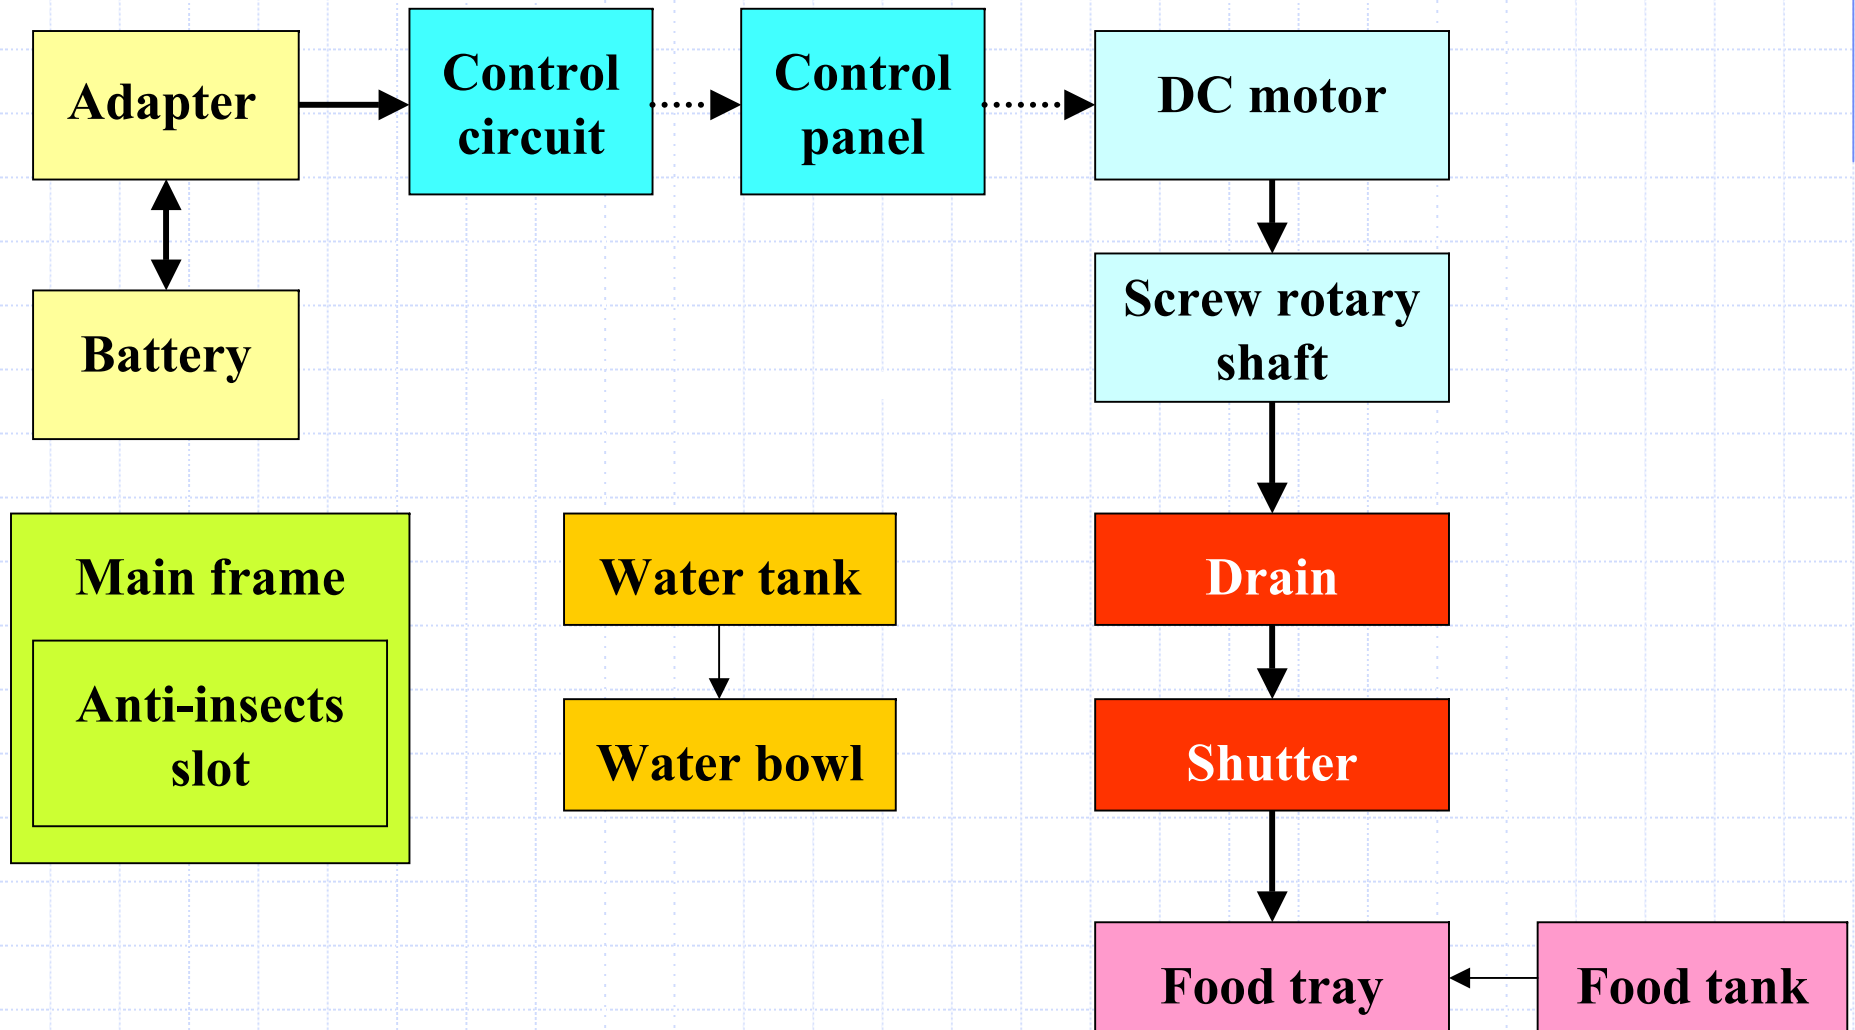 Adapter
Control
circuit
Control
panel
DC motor
Battery
Screw rotary
shaft
Main frame
Anti-insects
slot
Water tank
Water bowl
Drain
Shutter
Food tray
Food tank